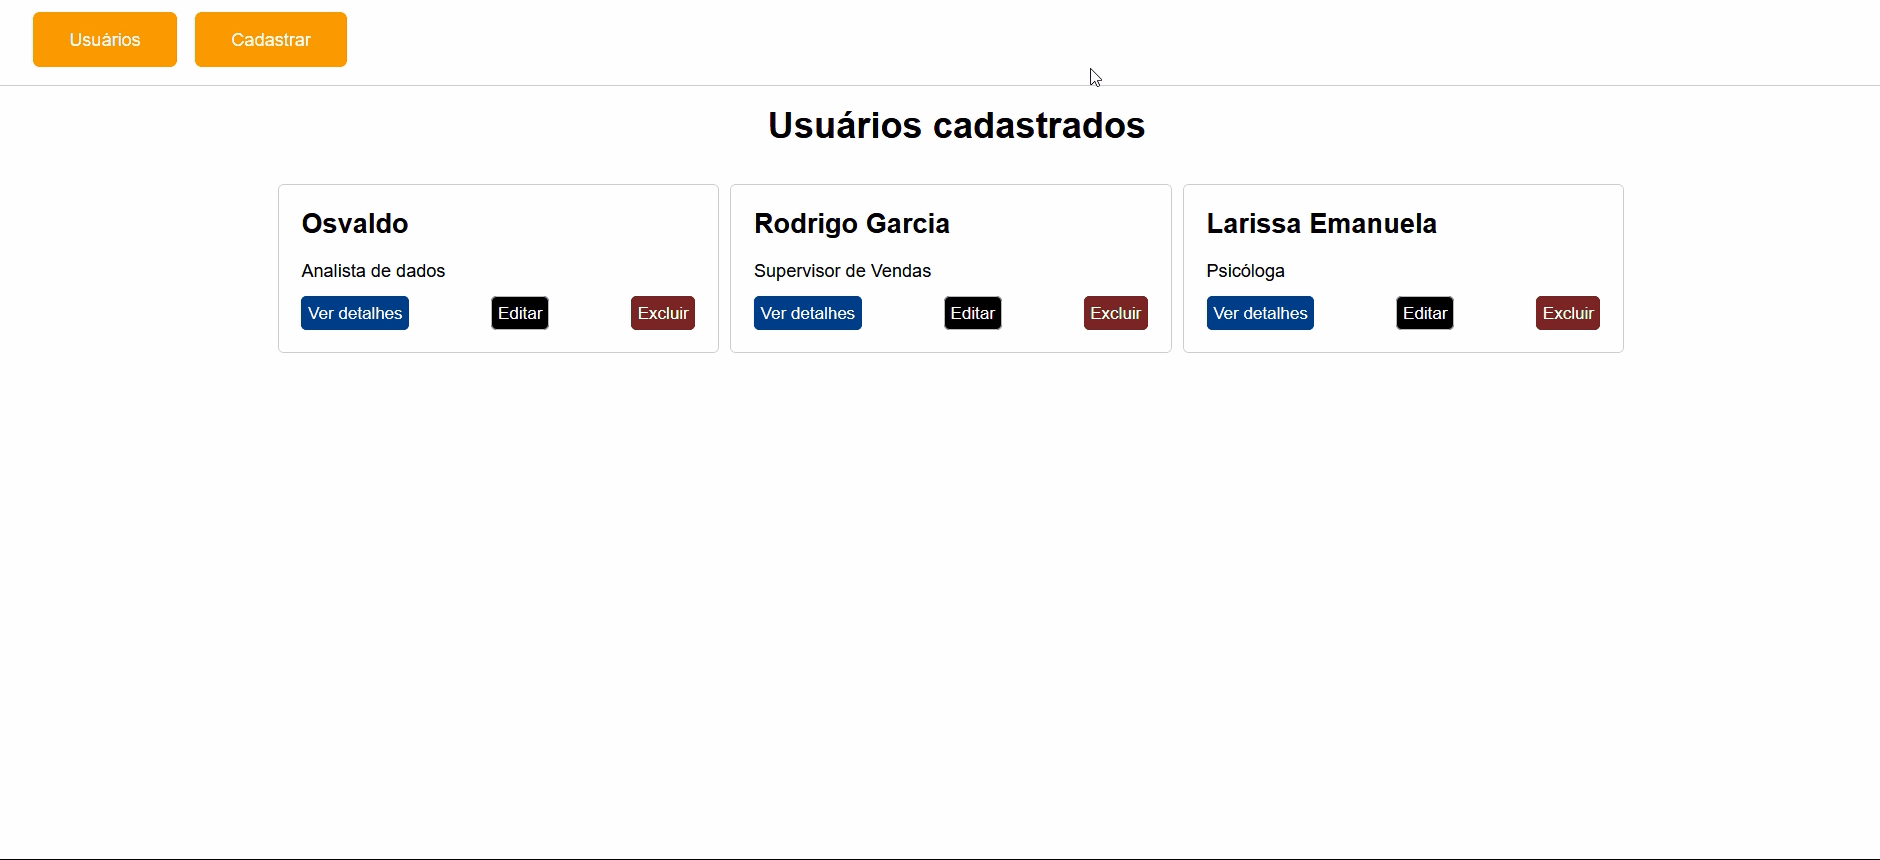 Usuários
Cadastrar
Usuários cadastrados
Osvaldo
Analista de dados
Ver detalhes
Editar
Excluir
Rodrigo Garcia
Supervisor de Vendas
Ver detalhes
Editar
Excluir
Larissa Emanuela
Psicóloga
Ver detalhes
Editar
Excluir